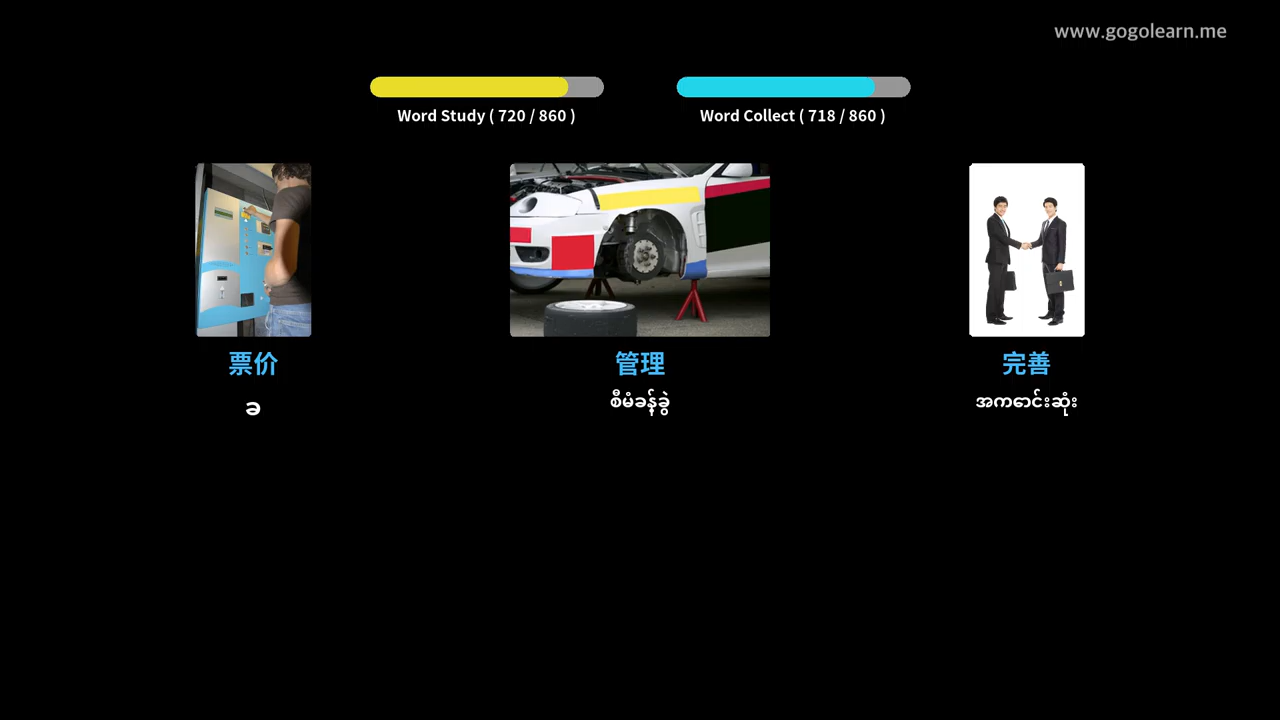 www.gogolearn.me
Word Study ( 720 / 860 )
Word Collect ( 718 / 860 )
票价
管理
完善
ခ
စီမံခန့်ခွဲ
အကောင်းဆုံး